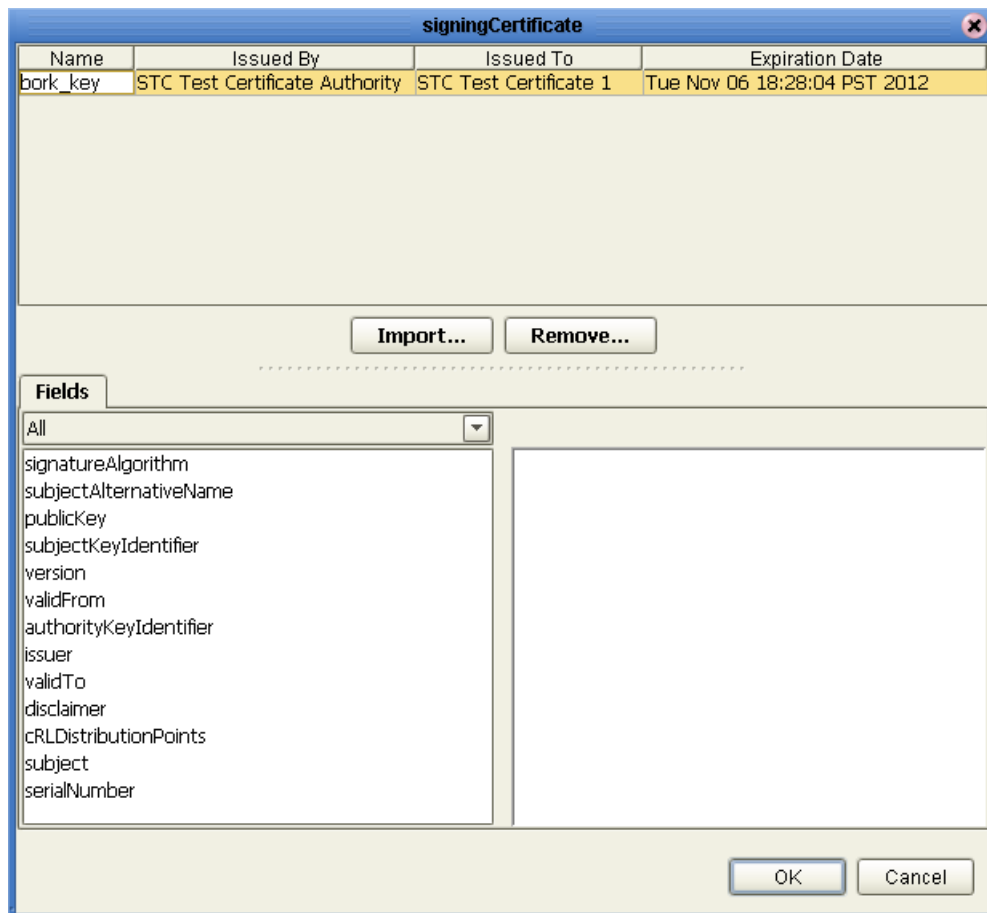 signingCertificate
Name Issued By Issued To Expiration Date
bork_key STC Test Certificate Authority STC Test Certificate 1 Tue Nov 06 18:28:04 PST 2012
Import... Remove...
Fields
All
signatureAlgorithm
subjectAlternativeName
publicKey
subjectKeyIdentifier
version
validFrom
authorityKeyIdentifier
issuer
validTo
disclaimer
cRLDistributionPoints
subject
serialNumber
OK Cancel